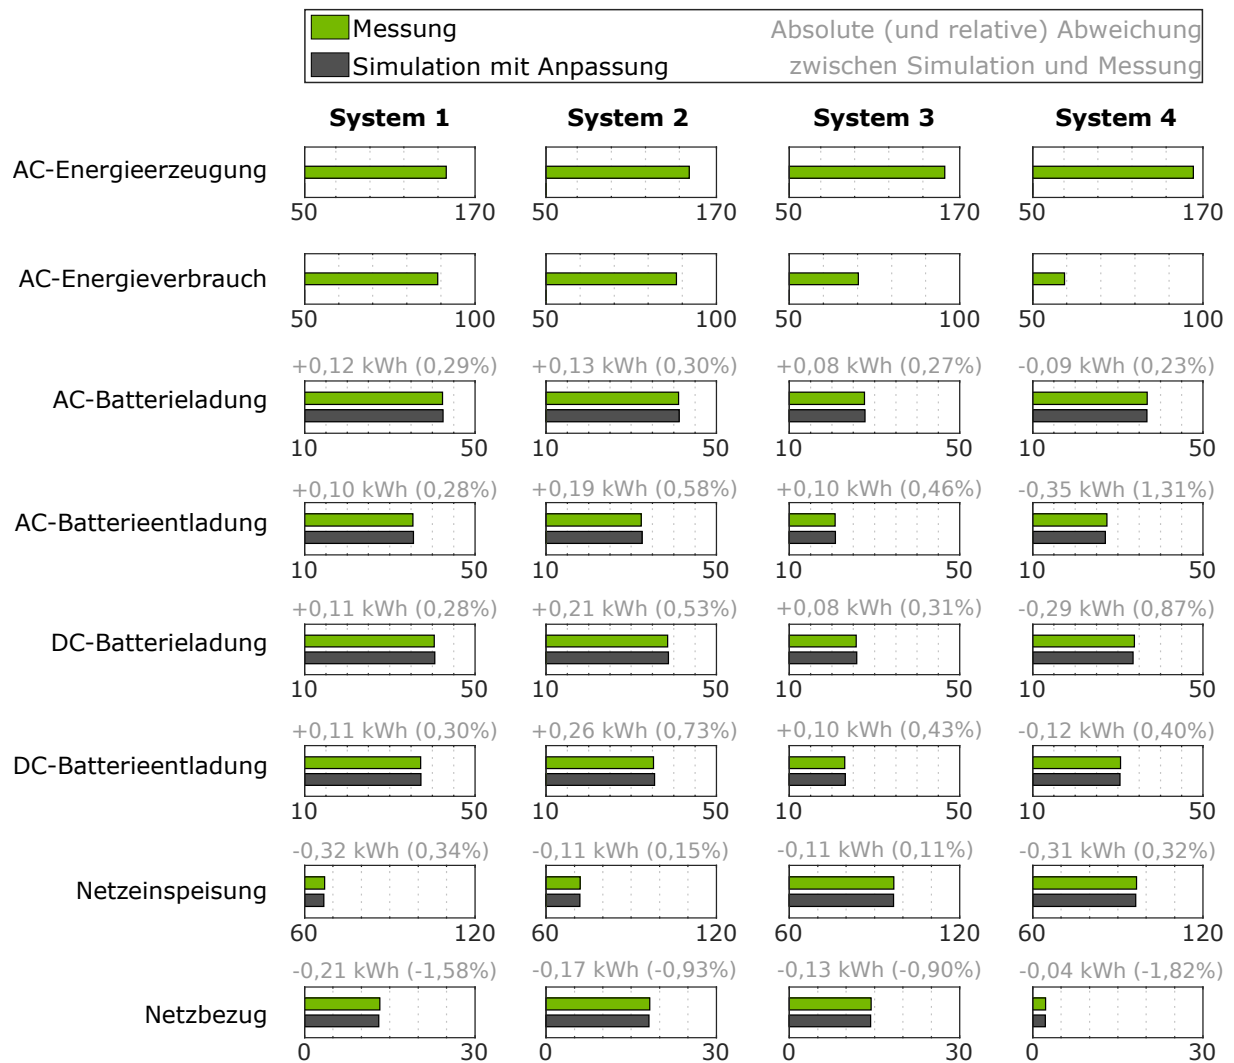 Messung
Absolute (und relative) Abweichung
Simulation mit Anpassung
zwischen Simulation und Messung
System 1 System 2 System 3 System 4
AC-Energieerzeugung
50 170 50 170 50 170 50 170
AC-Energieverbrauch
50 100 50 100 50 100 50 100
+0,12 kWh (0,29%) +0,13 kWh (0,30%) +0,08 kWh (0,27%) -0,09 kWh (0,23%)
AC-Batterieladung
10 50 10 50 10 50 10 50
+0,10 kWh (0,28%) +0,19 kWh (0,58%) +0,10 kWh (0,46%) -0,35 kWh (1,31%)
AC-Batterieentladung
10 50 10 50 10 50 10 50
+0,11 kWh (0,28%) +0,21 kWh (0,53%) +0,08 kWh (0,31%) -0,29 kWh (0,87%)
DC-Batterieladung
10 50 10 50 10 50 10 50
+0,11 kWh (0,30%) +0,26 kWh (0,73%) +0,10 kWh (0,43%) -0,12 kWh (0,40%)
DC-Batterieentladung
10 50 10 50 10 50 10 50
-0,32 kWh (0,34%) -0,11 kWh (0,15%) -0,11 kWh (0,11%) -0,31 kWh (0,32%)
Netzeinspeisung
60 120 60 120 60 120 60 120
-0,21 kWh (-1,58%) -0,17 kWh (-0,93%) -0,13 kWh (-0,90%) -0,04 kWh (-1,82%)
Netzbezug
0 30 0 30 0 30 0 30